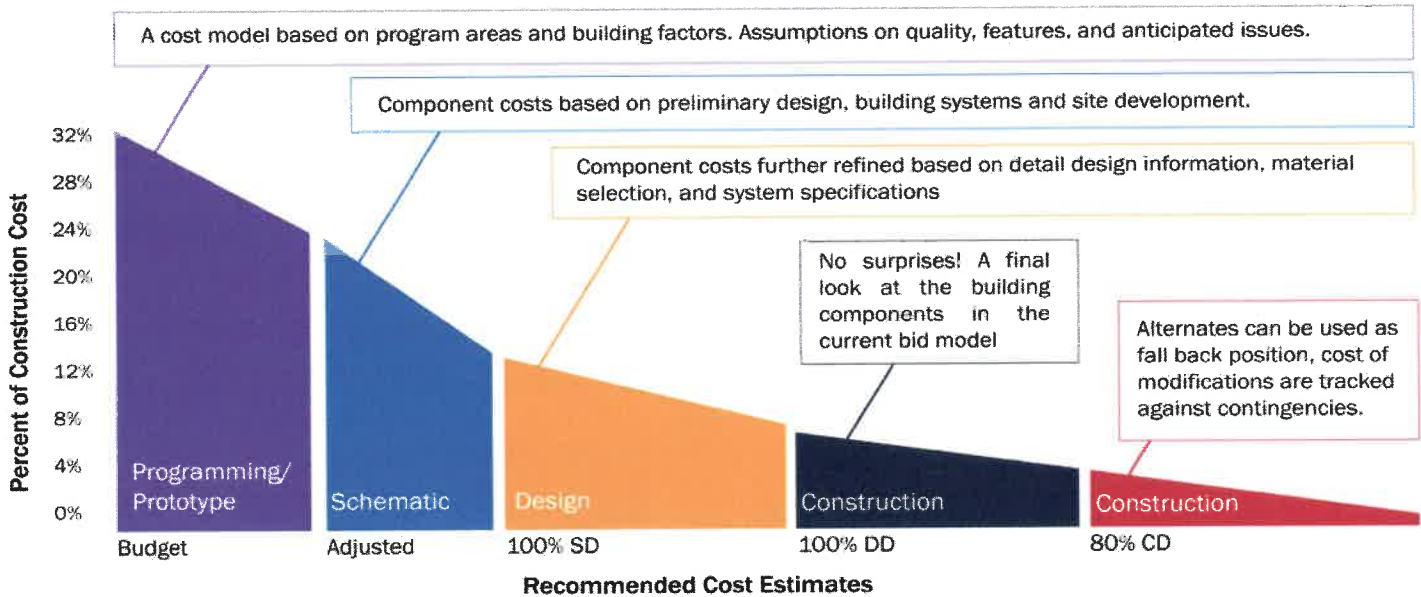 A cost model based on program areas and building factors. Assumptions on quality, features, and anticipated issues.
Component costs based on preliminary design, building systems and site development.
Component costs further refined based on detail design information, material
selection, and system specifications
No surprises! A final
look at the building
components in the
current bid model
Alternates can be used as
fall back position, cost of
modifications are tracked
against contingencies.
Percent of Construction Cost
32%
28%
24%
20%
16%
12%
8%
4%
0%
Programming/
Prototype
Schematic
Design
Construction
Construction
Budget
Adjusted
100% SD
100% DD
80% CD
Recommended Cost Estimates